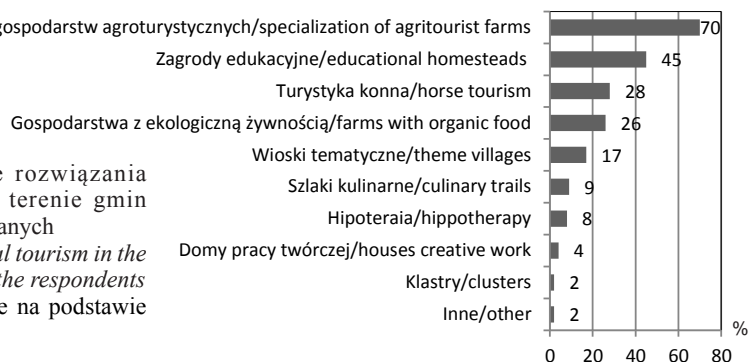 gospodarstw agroturystycznych/specialization of agritourist farms 70
Zagrody edukacyjne/educational homesteads 45
Turystyka konna/horse tourism 28
Gospodarstwa z ekologiczną żywnością/farms with organic food 26
Wioski tematyczne/theme villages 17
Szlaki kulinarne/culinary trails 9
Hipoteraia/hippotherapy 8
Domy pracy twórczej/houses creative work 4
Klastry/clusters 2
Inne/other 2
%
0 20 40 60 80
rozwiązania
terenie gmin
anych
al tourism in the
the respondents
e na podstawie